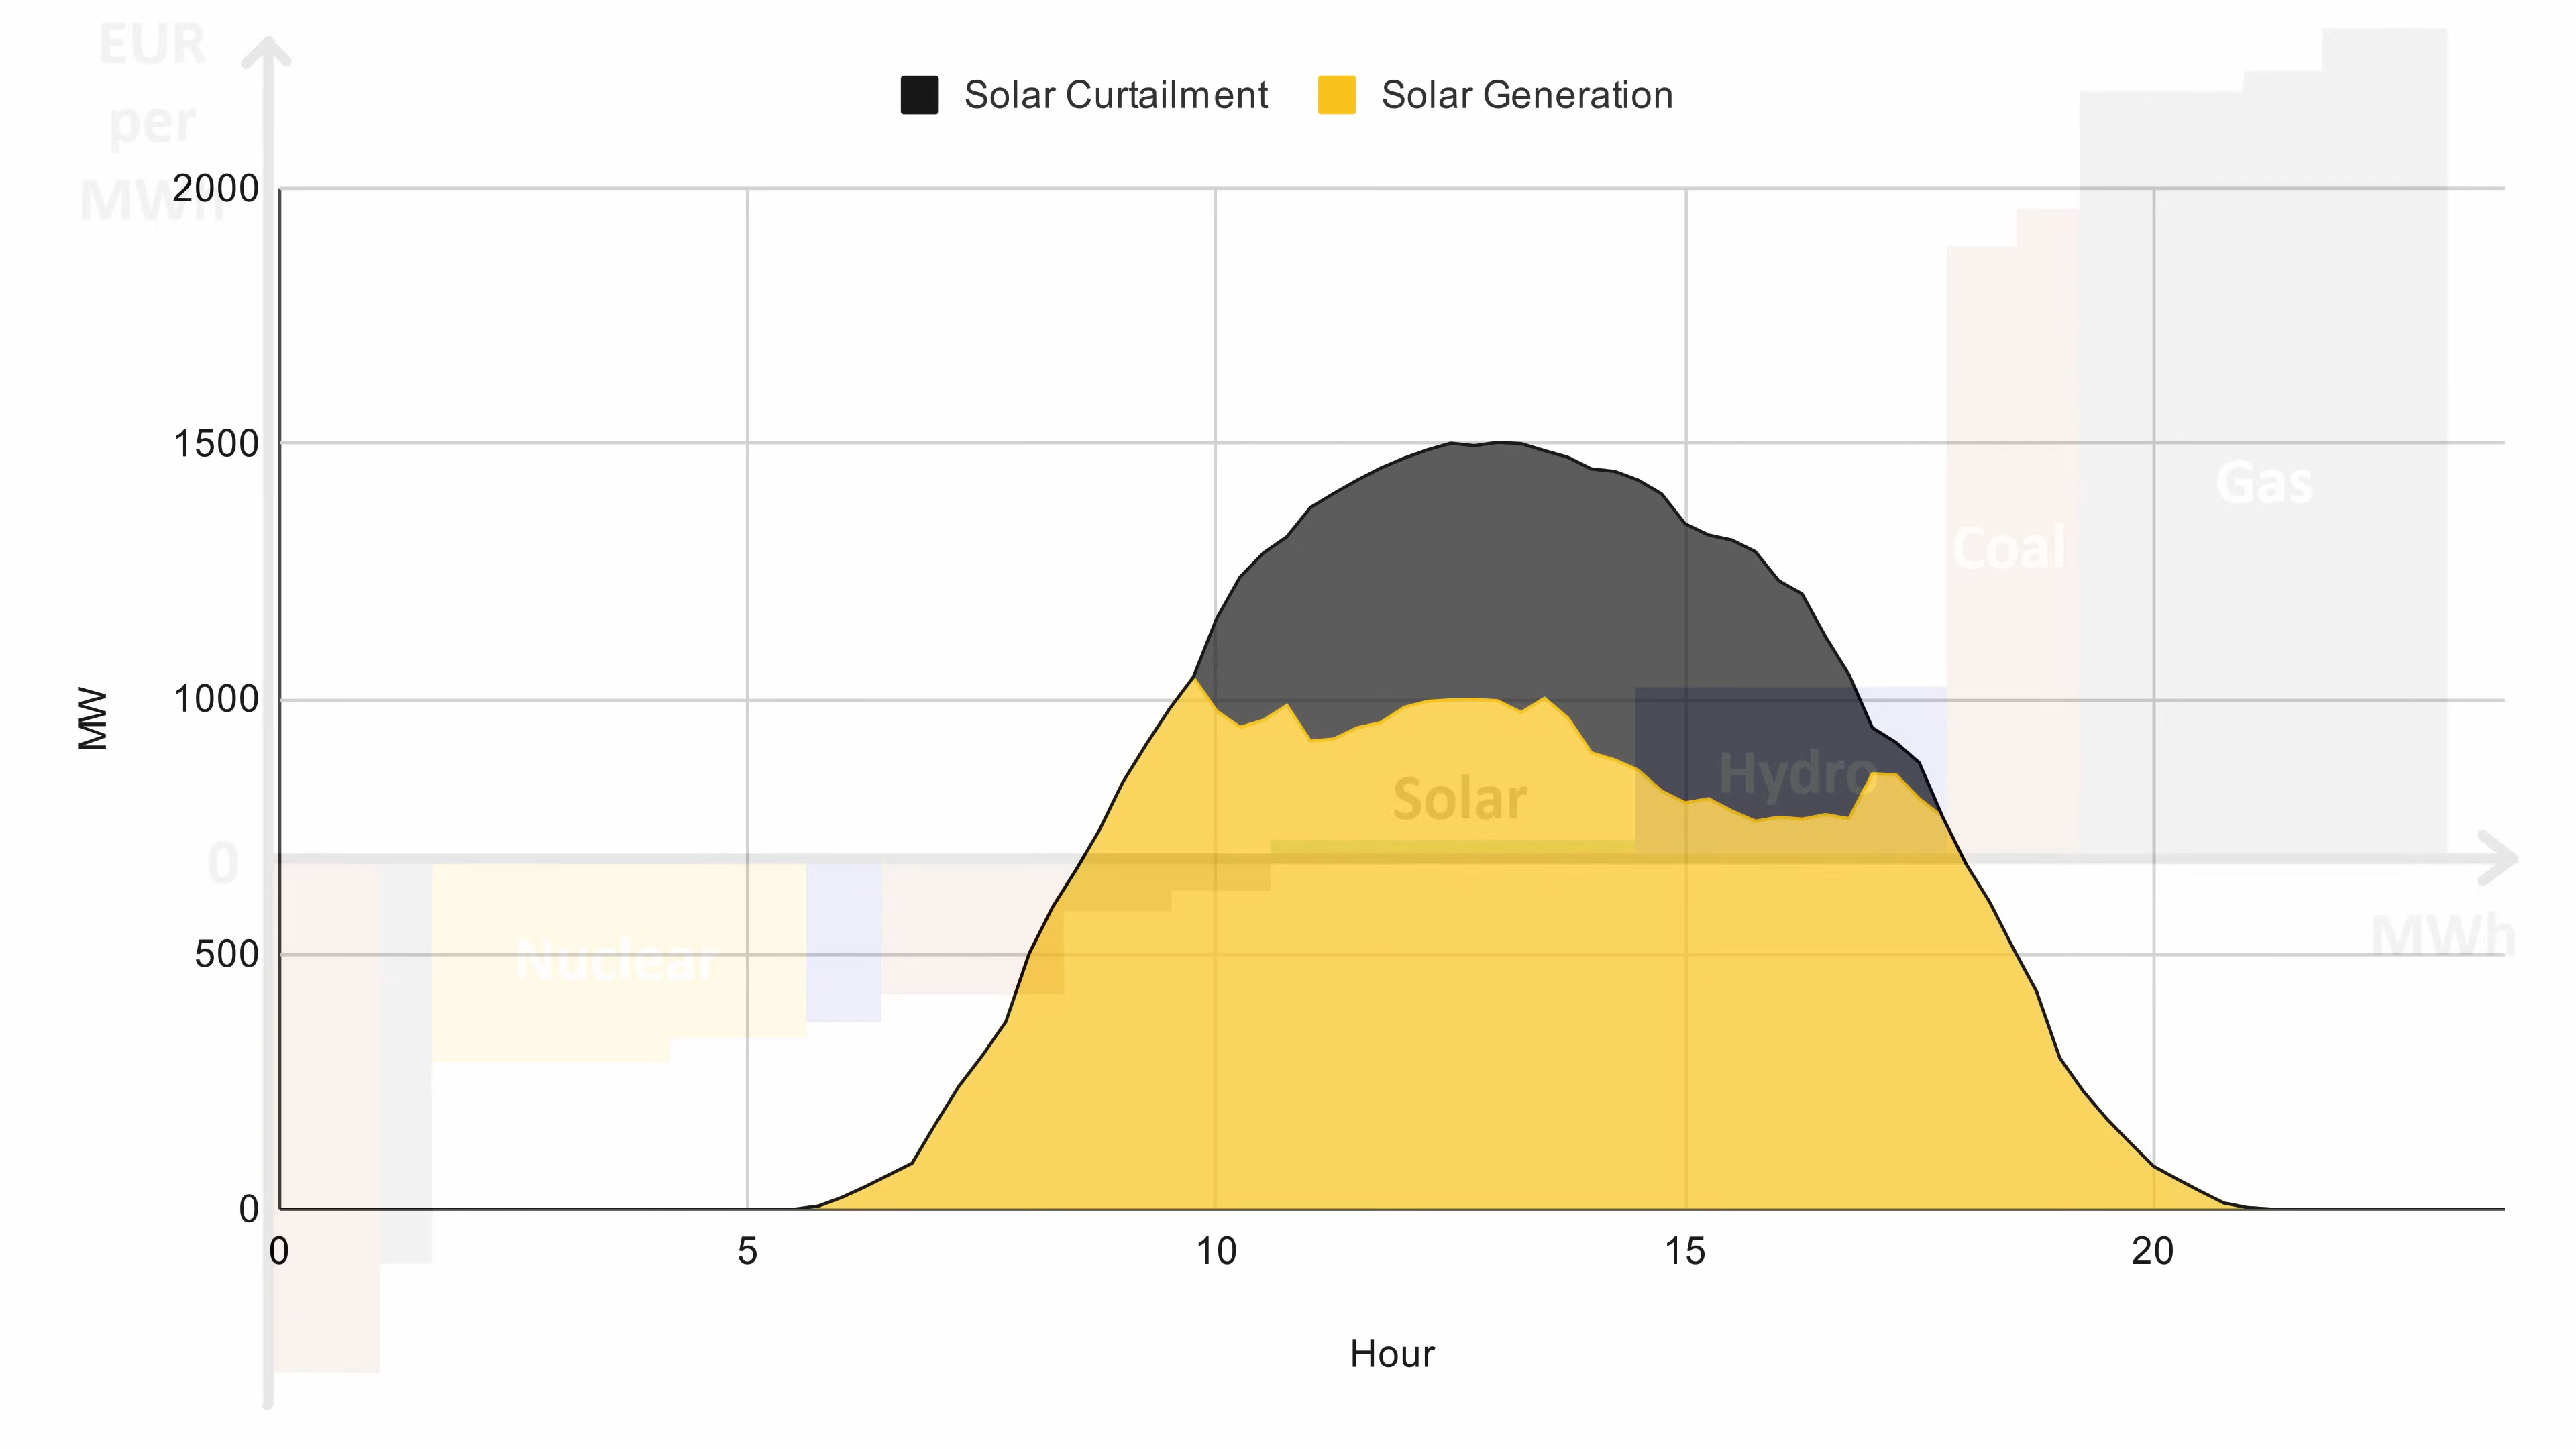 EUR
per
MWh
Solar Curtailment
Solar Generation
2000
1500
1000
500
0
MW
0
5
10
15
20
Hour
0
Nuclear
Solar
Hydro
Coal
Gas
MWh